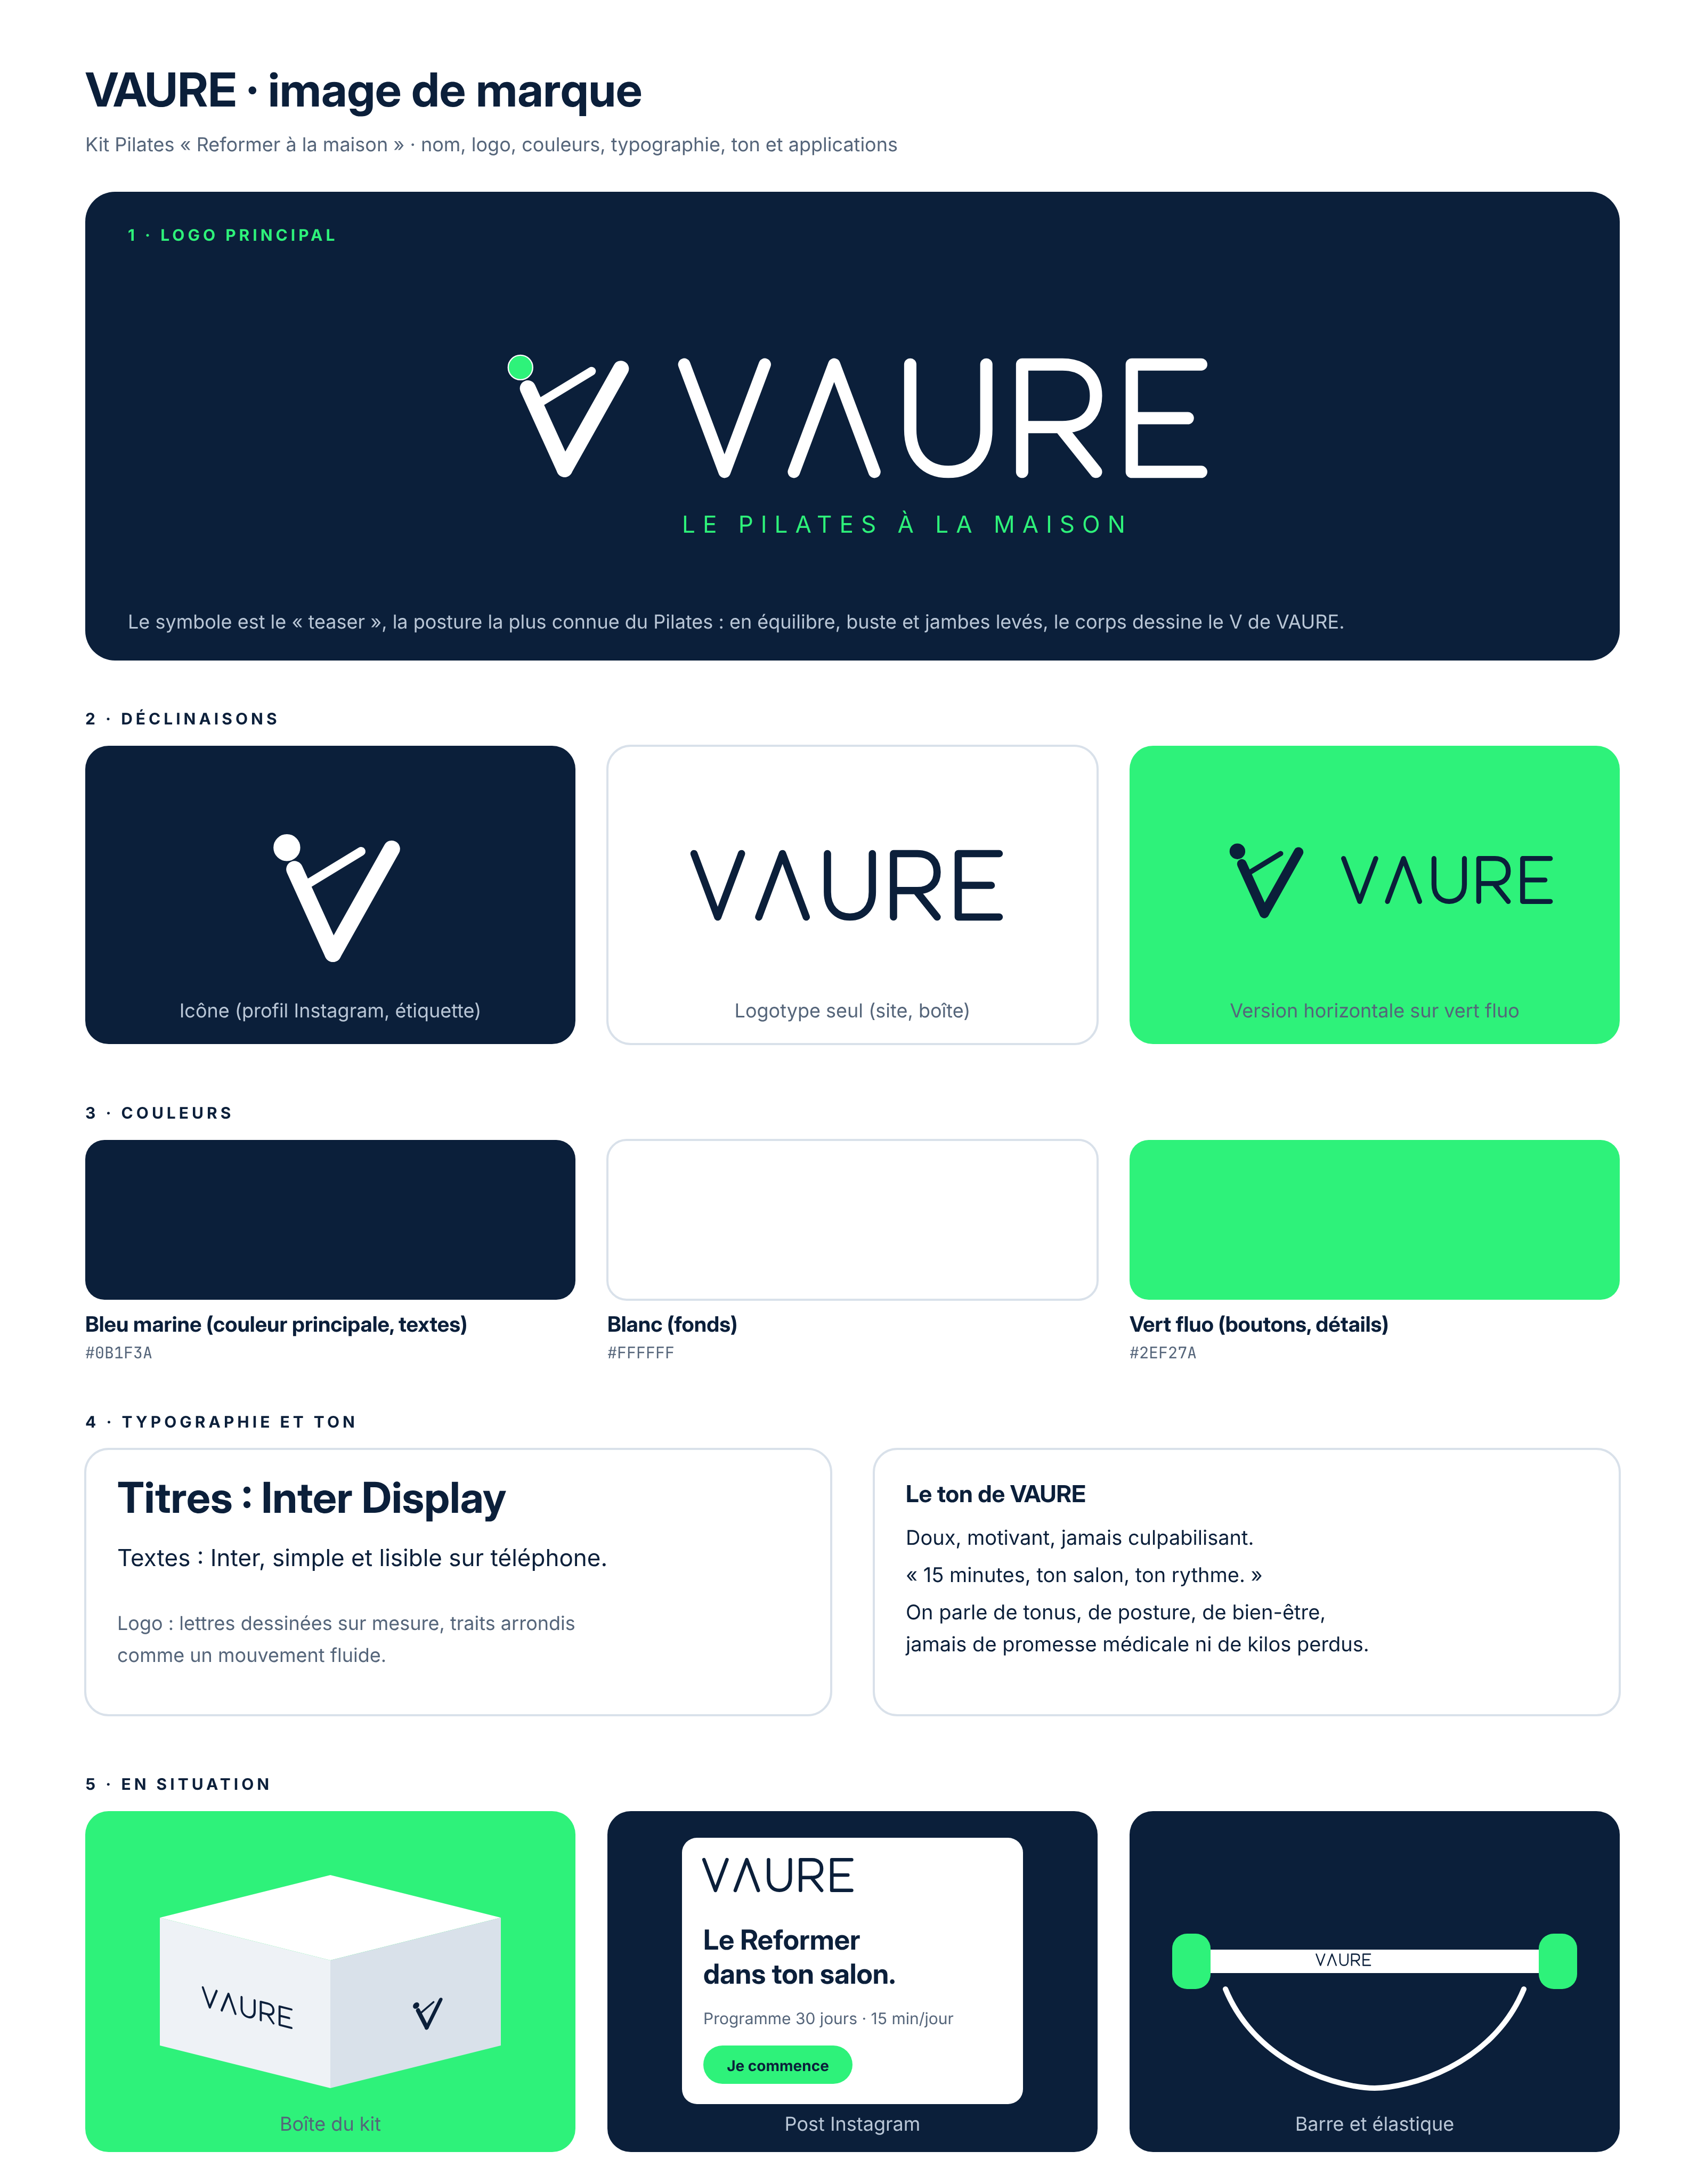 VAURE · image de marque
Kit Pilates « Reformer à la maison » · nom, logo, couleurs, typographie, ton et applications
1 · LOGO PRINCIPAL
VAURE
LE PILATES À LA MAISON
Le symbole est le « teaser », la posture la plus connue du Pilates : en équilibre, buste et jambes levés, le corps dessine le V de VAURE.
2 · DÉCLINAISONS
Icône (profil Instagram, étiquette)
VAURE
Logotype seul (site, boîte)
VAURE
Version horizontale sur vert fluo
3 · COULEURS
Bleu marine (couleur principale, textes)
#0B1F3A
Blanc (fonds)
#FFFFFF
Vert fluo (boutons, détails)
#2EF27A
4 · TYPOGRAPHIE ET TON
Titres : Inter Display
Textes : Inter, simple et lisible sur téléphone.
Logo : lettres dessinées sur mesure, traits arrondis
comme un mouvement fluide.
Le ton de VAURE
Doux, motivant, jamais culpabilisant.
« 15 minutes, ton salon, ton rythme. »
On parle de tonus, de posture, de bien-être,
jamais de promesse médicale ni de kilos perdus.
5 · EN SITUATION
VAURE
Boîte du kit
VAURE
Le Reformer
dans ton salon.
Programme 30 jours · 15 min/jour
Je commence
Post Instagram
VAURE
Barre et élastique